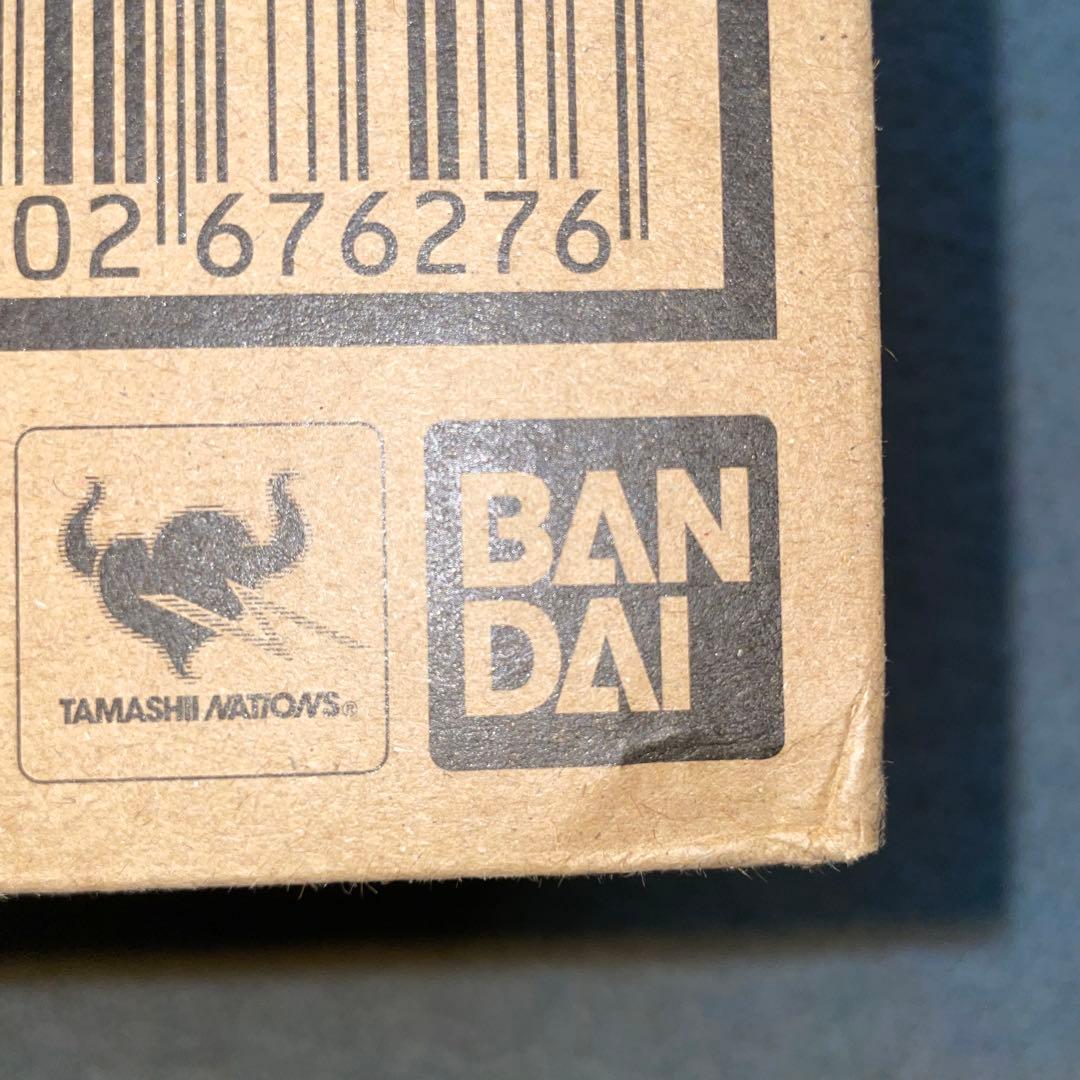 02 676276
TAMASHII NATIONS®
BAN
DAI